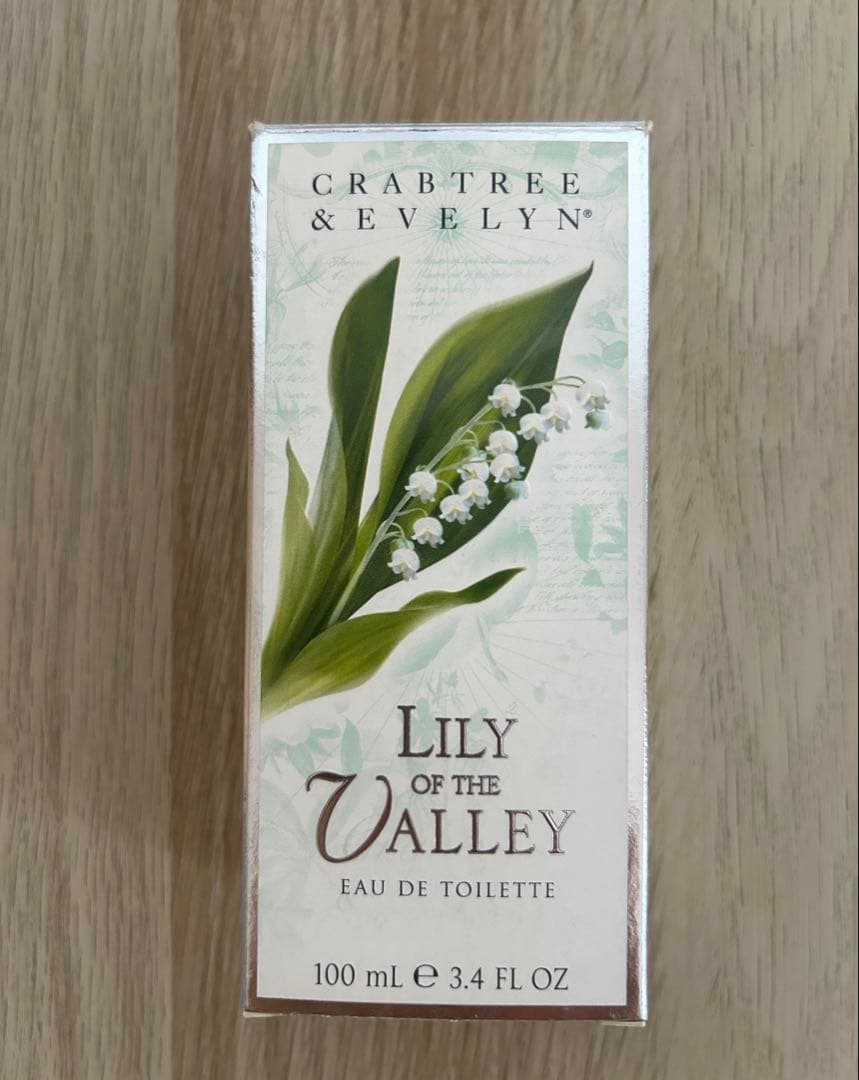 CRABTREE
& EVELYN®
LILY
OF THE
VALLEY
EAU DE TOILETTE
100 mL ℮ 3.4 FL OZ